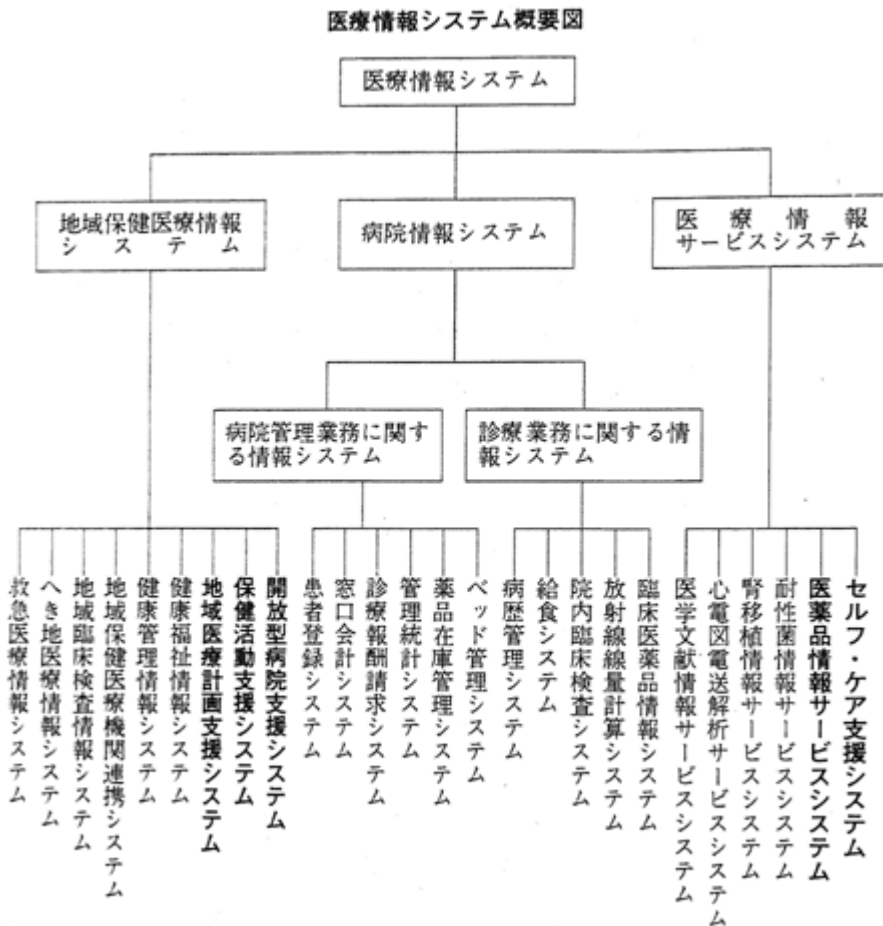 医療情報システム概要図
医療情報システム
地域保健医療情報
システム
病院情報システム
医療情報
サービスシステム
病院管理業務に関す
る情報システム
診療業務に関する情
報システム
救急医療情報システム
へき地医療情報システム
地域臨床検査情報システム
地域保健医療機関連携システム
健康管理情報システム
健康福祉情報システム
地域医療計画支援システム
保健活動支援システム
開放型病院支援システム
患者登録システム
窓口会計システム
診療報酬請求システム
管理統計システム
薬品在庫管理システム
ベッド管理システム
病歴管理システム
給食システム
院内臨床検査システム
放射線線量計算システム
臨床医薬品情報システム
医学文献情報サービスシステム
心電図電送解析サービスシステム
腎移植情報サービスシステム
耐性菌情報サービスシステム
医薬品情報サービスシステム
セルフ・ケア支援システム